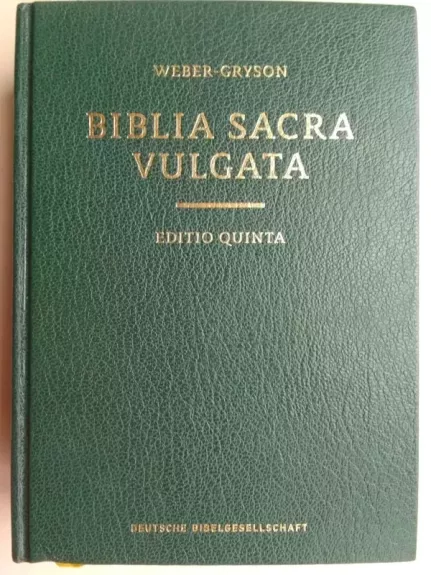 WEBER-GRYSON
BIBLIA SACRA
VULGATA
EDITIO QUINTA
DEUTSCHE BIBELGESELLSCHAFT